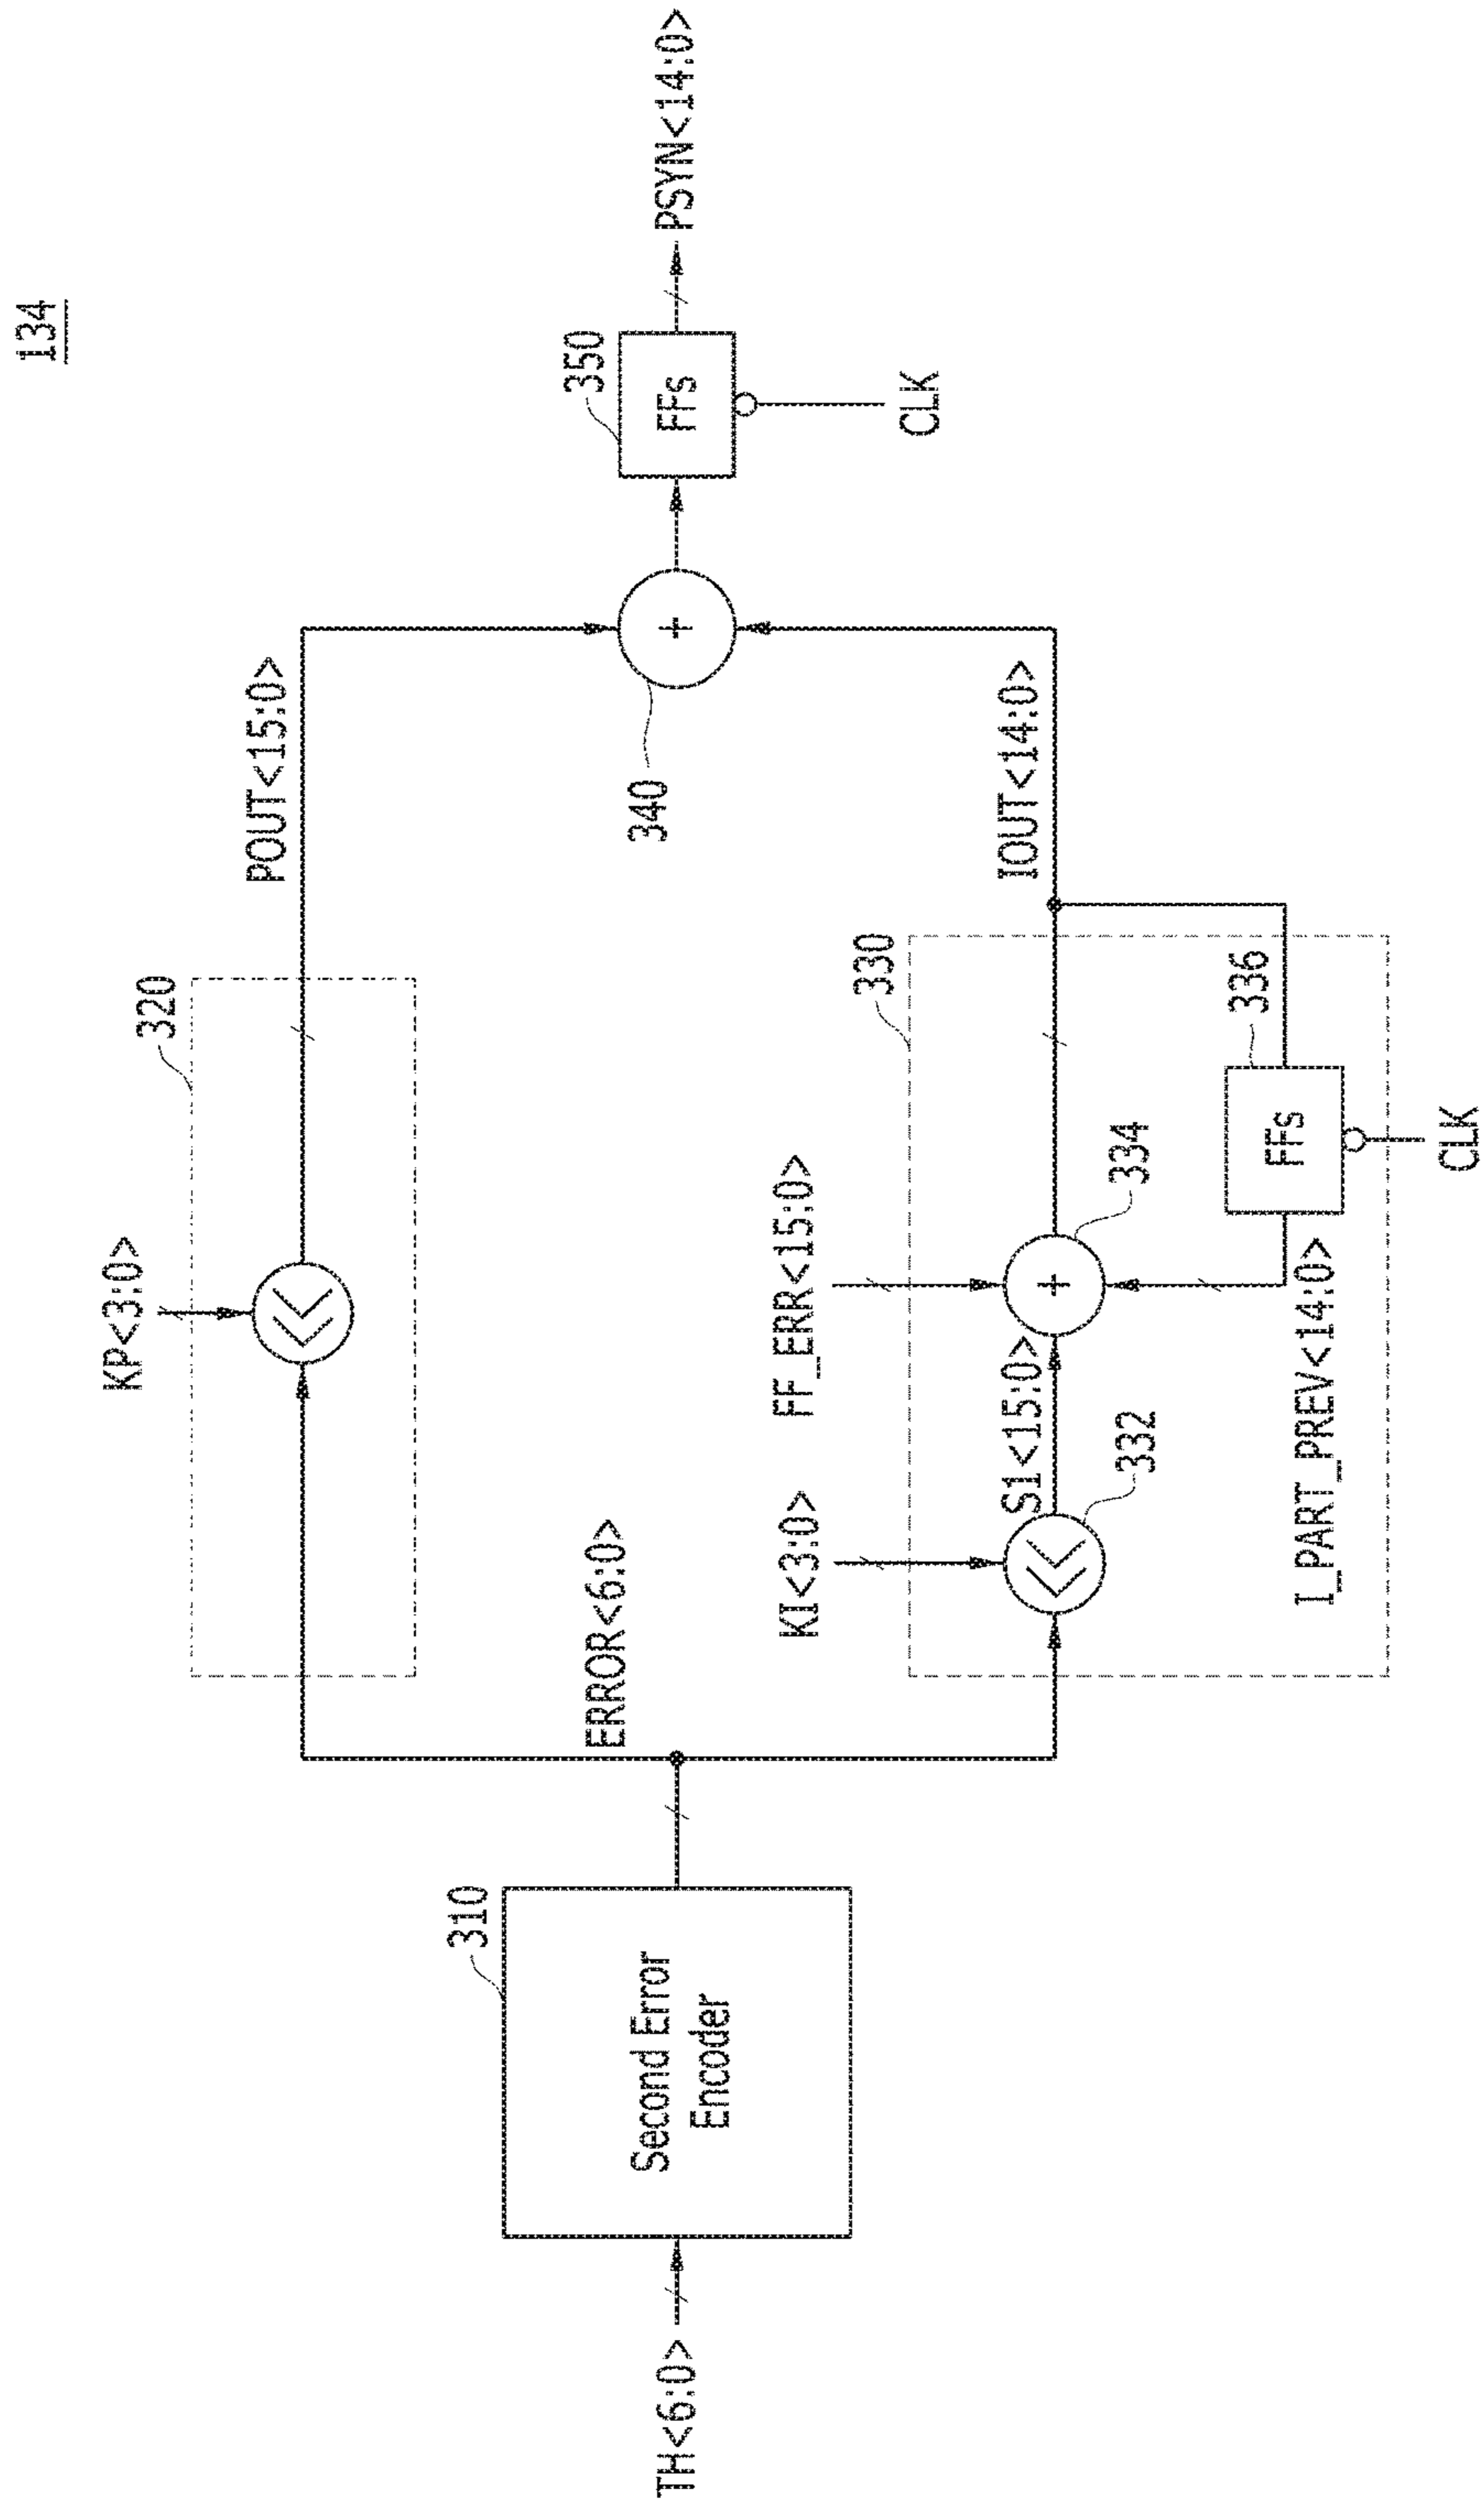 134
TH<6:0>
310
Second Error
Encoder
ERROR<6:0>
320
KP<3:0>
POUT<15:0>
330
KI<3:0>
332
S1<15:0>
FF_ERR<15:0>
334
I_PART_PREV<14:0>
336
FFs
CLK
IOUT<14:0>
340
+
+
350
FFs
CLK
PSYN<14:0>